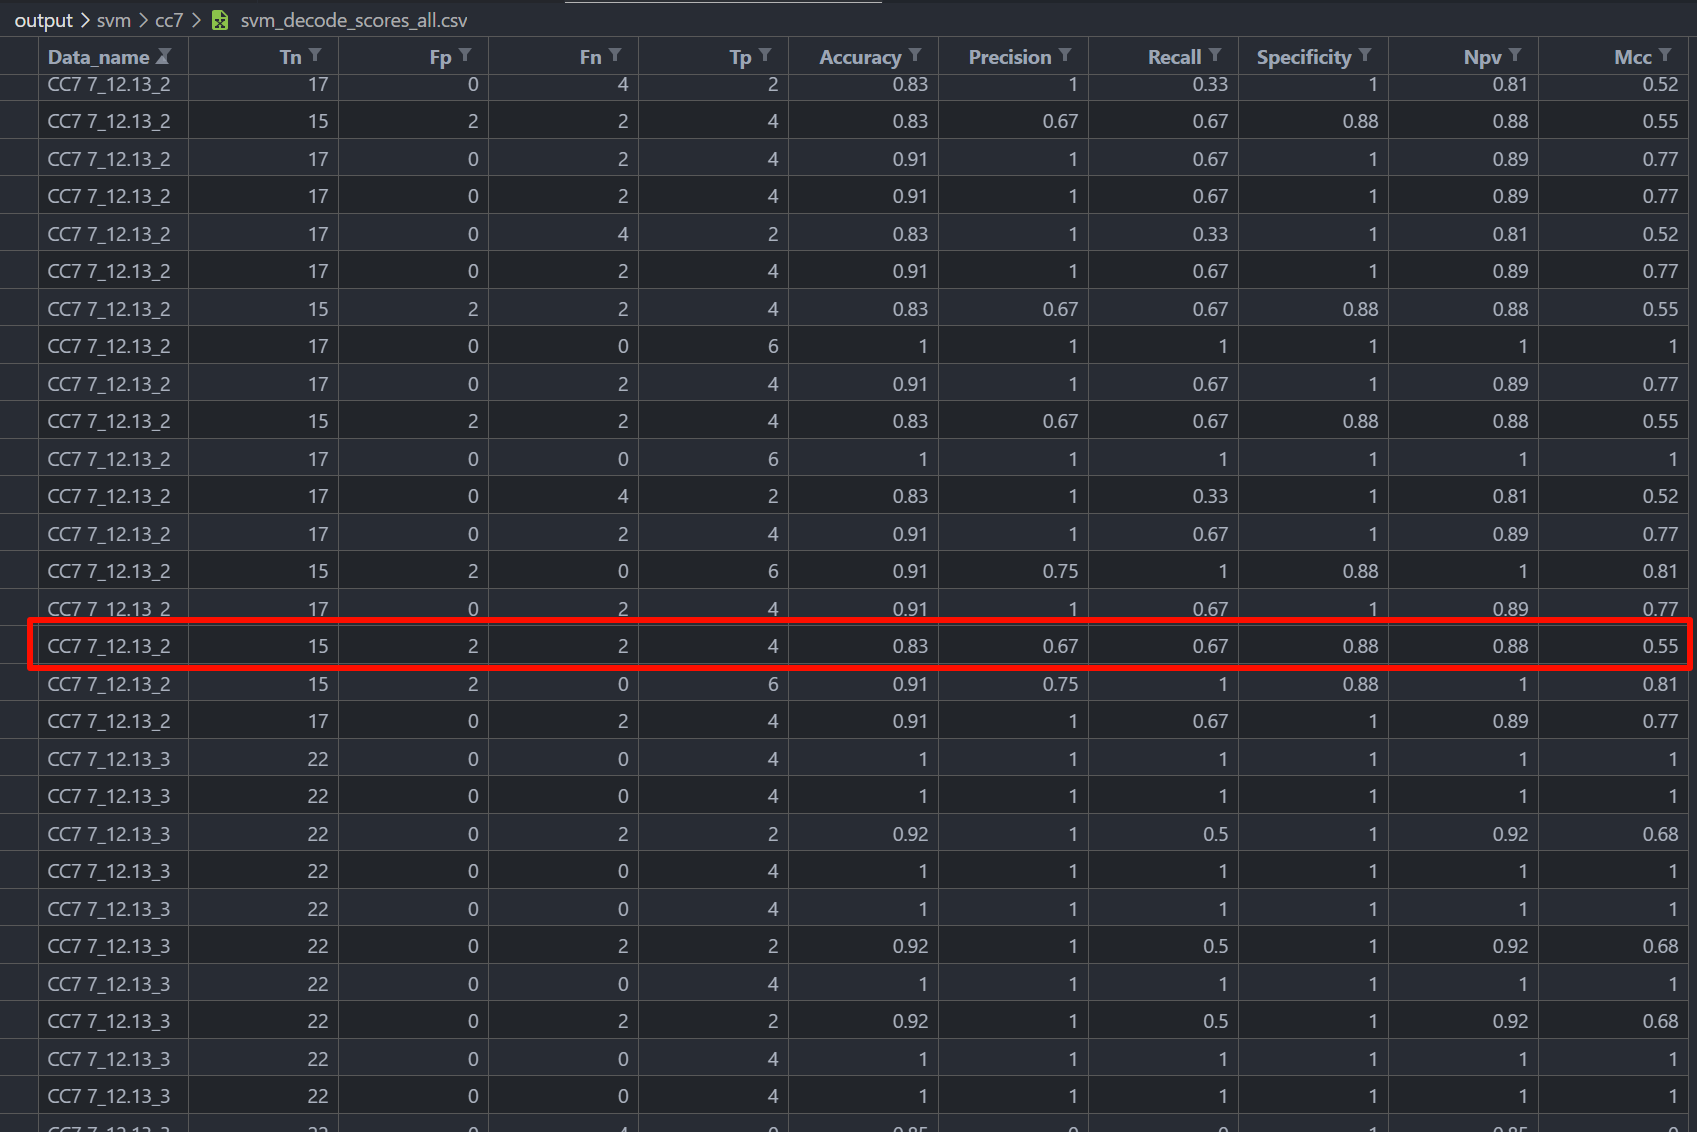 output > svm > cc7 > svm_decode_scores_all.csv
Data_name Tn Fp Fn Tp Accuracy Precision Recall Specificity Npv Mcc
CC7 7_12.13_2 17 0 4 2 0.83 1 0.33 1 0.81 0.52
CC7 7_12.13_2 15 2 2 4 0.83 0.67 0.67 0.88 0.88 0.55
CC7 7_12.13_2 17 0 2 4 0.91 1 0.67 1 0.89 0.77
CC7 7_12.13_2 17 0 2 4 0.91 1 0.67 1 0.89 0.77
CC7 7_12.13_2 17 0 4 2 0.83 1 0.33 1 0.81 0.52
CC7 7_12.13_2 17 0 2 4 0.91 1 0.67 1 0.89 0.77
CC7 7_12.13_2 15 2 2 4 0.83 0.67 0.67 0.88 0.88 0.55
CC7 7_12.13_2 17 0 0 6 1 1 1 1 1 1
CC7 7_12.13_2 17 0 2 4 0.91 1 0.67 1 0.89 0.77
CC7 7_12.13_2 15 2 2 4 0.83 0.67 0.67 0.88 0.88 0.55
CC7 7_12.13_2 17 0 0 6 1 1 1 1 1 1
CC7 7_12.13_2 17 0 4 2 0.83 1 0.33 1 0.81 0.52
CC7 7_12.13_2 17 0 2 4 0.91 1 0.67 1 0.89 0.77
CC7 7_12.13_2 15 2 0 6 0.91 0.75 1 0.88 1 0.81
CC7 7_12.13_2 17 0 2 4 0.91 1 0.67 1 0.89 0.77
CC7 7_12.13_2 15 2 2 4 0.83 0.67 0.67 0.88 0.88 0.55
CC7 7_12.13_2 15 2 0 6 0.91 0.75 1 0.88 1 0.81
CC7 7_12.13_2 17 0 2 4 0.91 1 0.67 1 0.89 0.77
CC7 7_12.13_3 22 0 0 4 1 1 1 1 1 1
CC7 7_12.13_3 22 0 0 4 1 1 1 1 1 1
CC7 7_12.13_3 22 0 2 2 0.92 1 0.5 1 0.92 0.68
CC7 7_12.13_3 22 0 0 4 1 1 1 1 1 1
CC7 7_12.13_3 22 0 0 4 1 1 1 1 1 1
CC7 7_12.13_3 22 0 2 2 0.92 1 0.5 1 0.92 0.68
CC7 7_12.13_3 22 0 0 4 1 1 1 1 1 1
CC7 7_12.13_3 22 0 2 2 0.92 1 0.5 1 0.92 0.68
CC7 7_12.13_3 22 0 0 4 1 1 1 1 1 1
CC7 7_12.13_3 22 0 0 4 1 1 1 1 1 1